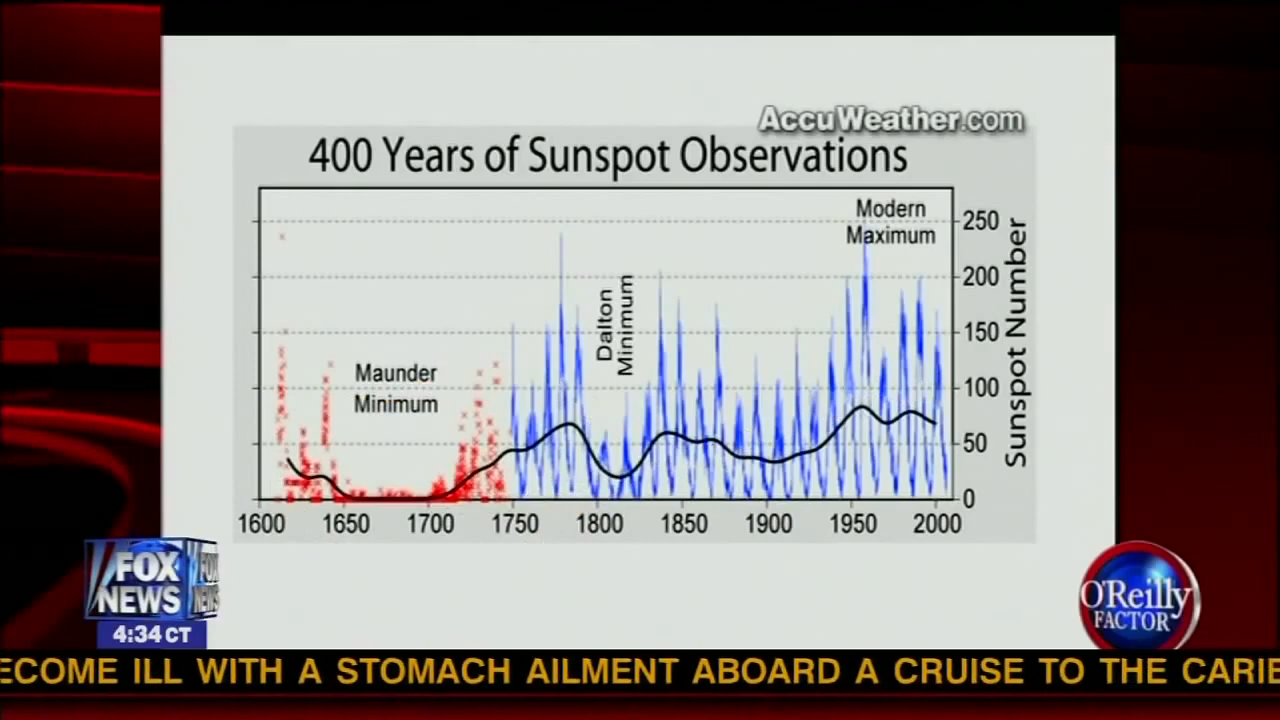 AccuWeather.com
400 Years of Sunspot Observations
Modern
Maximum
250
200
150
100
50
0
Sunspot Number
Dalton
Minimum
Maunder
Minimum
1600 1650 1700 1750 1800 1850 1900 1950 2000
FOX
NEWS
4:34 CT
O'Reilly
FACTOR
ECOME ILL WITH A STOMACH AILMENT ABOARD A CRUISE TO THE CARIE